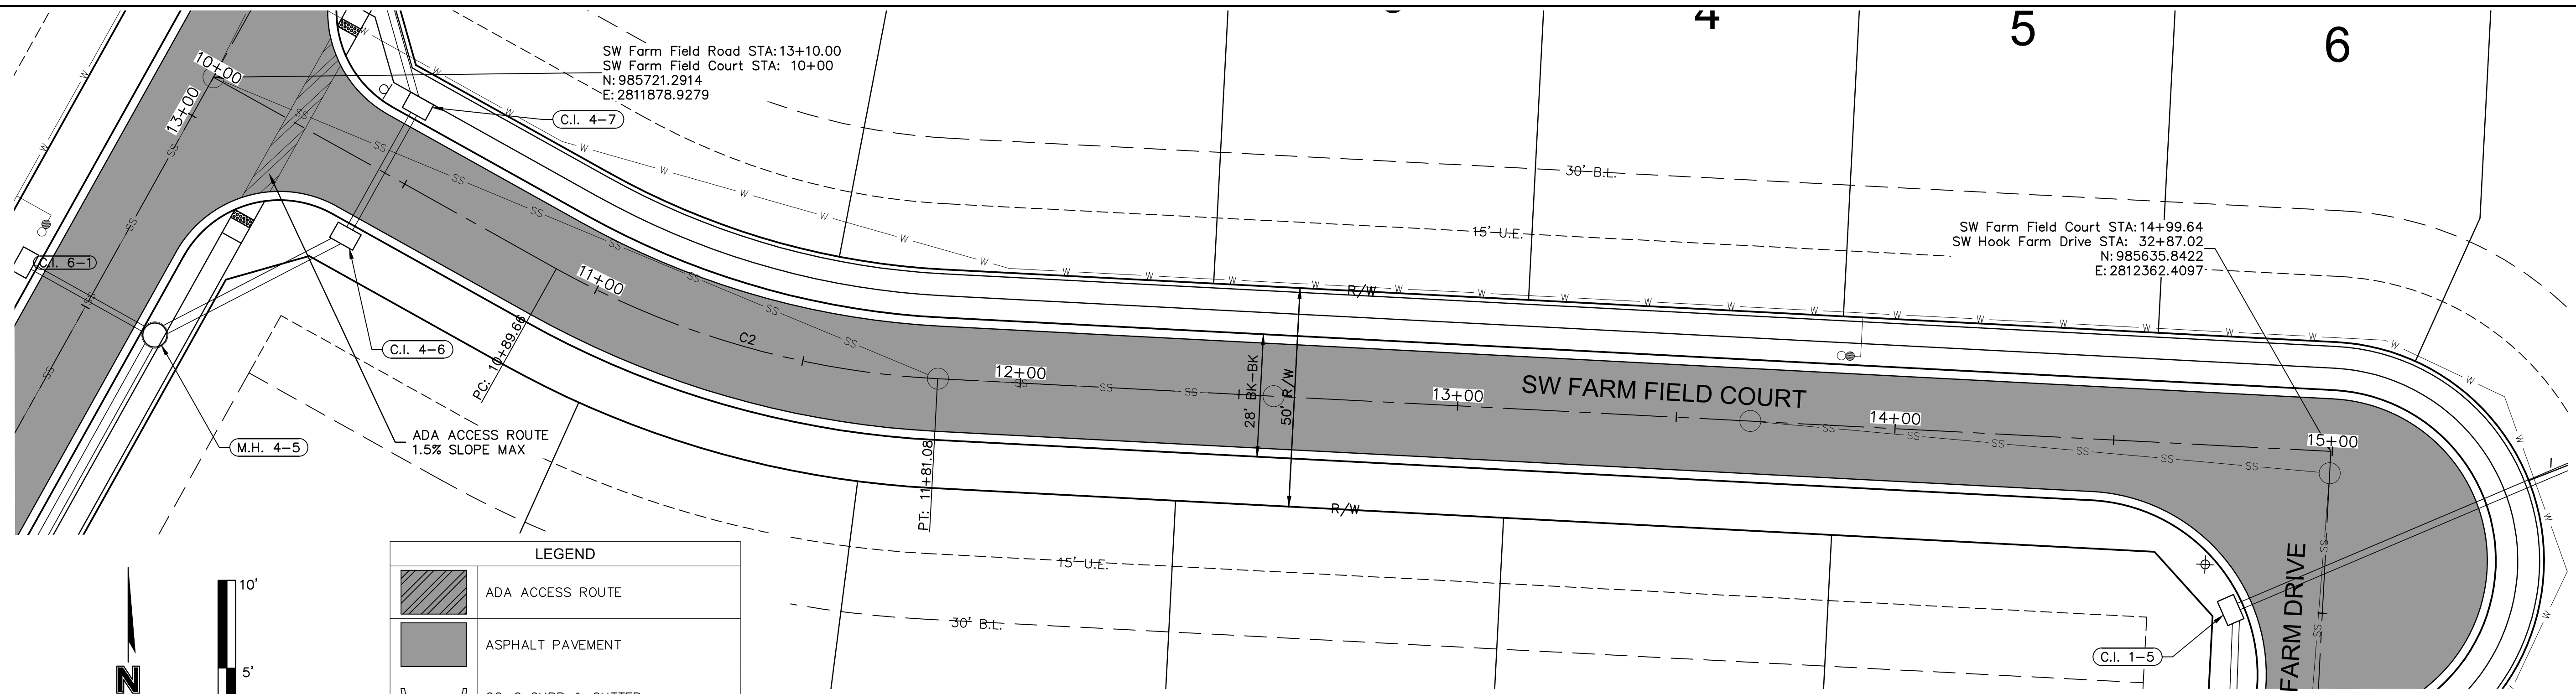 4
5
6
SW Farm Field Road STA:13+10.00
SW Farm Field Court STA: 10+00
N:985721.2914
E:2811878.9279
10+00
13+00
C.I. 4-7
30' B.L.
15' U.E.
SW Farm Field Court STA:14+99.64
SW Hook Farm Drive STA: 32+87.02
N:985635.8422
E:2812362.4097
C.I. 6-1
11+00
R/W
C2
PC: 10+89.66
C.I. 4-6
12+00
28' BK-BK
50' R/W
13+00
SW FARM FIELD COURT
14+00
15+00
M.H. 4-5
ADA ACCESS ROUTE
1.5% SLOPE MAX
PT: 11+81.08
R/W
15' U.E.
30' B.L.
FARM DRIVE
C.I. 1-5
N
10'
5'
LEGEND
ADA ACCESS ROUTE
ASPHALT PAVEMENT